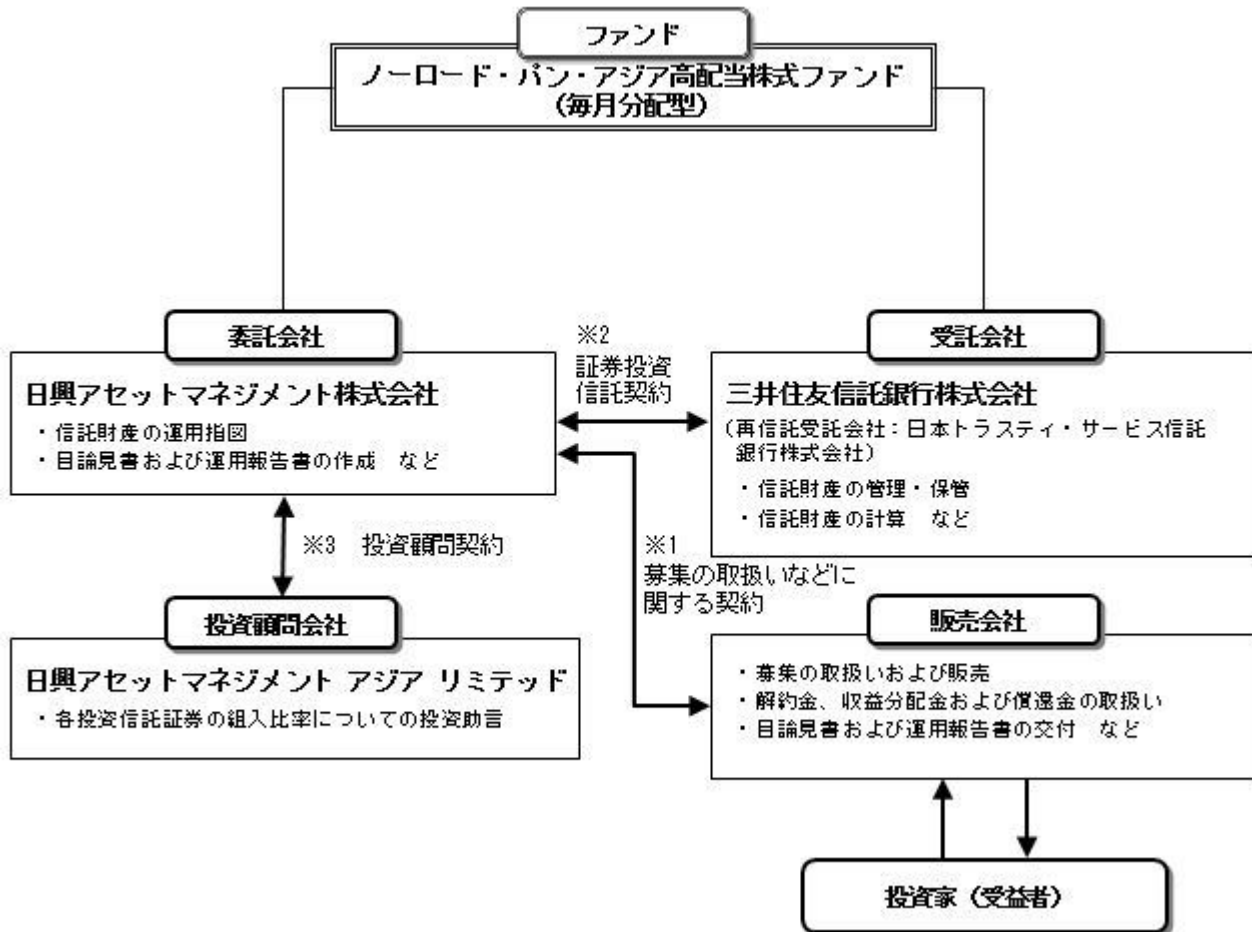 ファンド
ノーロード・パン・アジア高配当株式ファンド
(毎月分配型)
委託会社
日興アセットマネジメント株式会社
・信託財産の運用指図
・目論見書および運用報告書の作成　など
※2
証券投資
信託契約
受託会社
三井住友信託銀行株式会社
(再信託受託会社：日本トラスティ・サービス信託
銀行株式会社)
・信託財産の管理・保管
・信託財産の計算　など
※3　投資顧問契約
※1
募集の取扱いなどに
関する契約
投資顧問会社
日興アセットマネジメント アジア リミテッド
・各投資信託証券の組入比率についての投資助言
販売会社
・募集の取扱いおよび販売
・解約金、収益分配金および償還金の取扱い
・目論見書および運用報告書の交付　など
投資家（受益者）